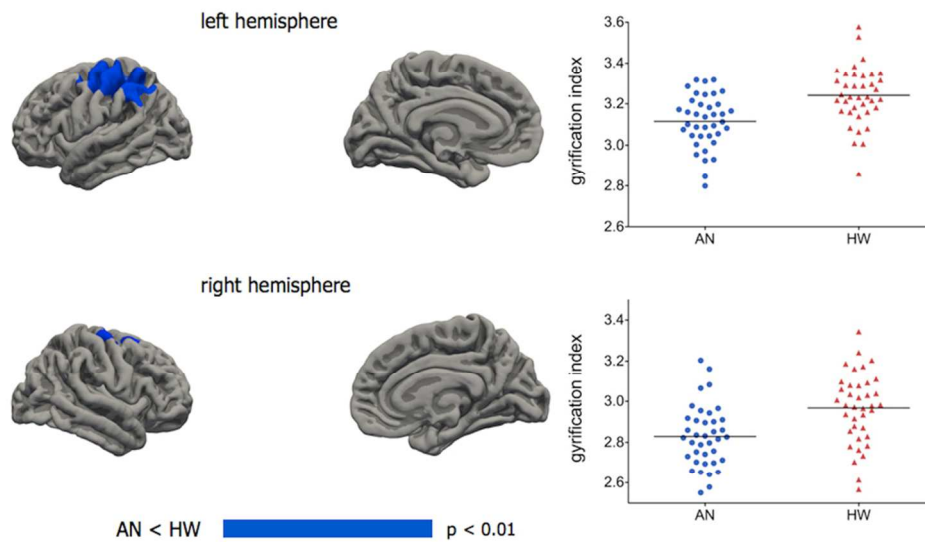 left hemisphere
gyrification index
3.6
3.4
3.2
3.0
2.8
2.6
AN HW
right hemisphere
gyrification index
3.4
3.2
3.0
2.8
2.6
AN HW
AN < HW p < 0.01